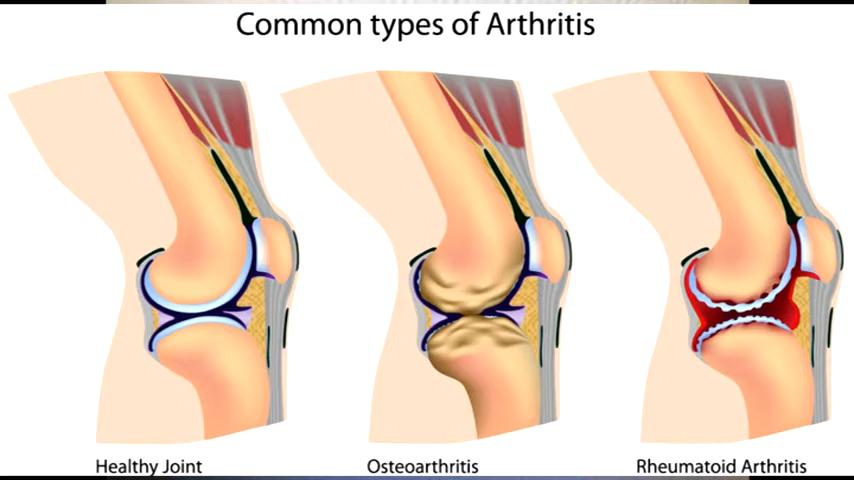 Common types of Arthritis
Healthy Joint
Osteoarthritis
Rheumatoid Arthritis